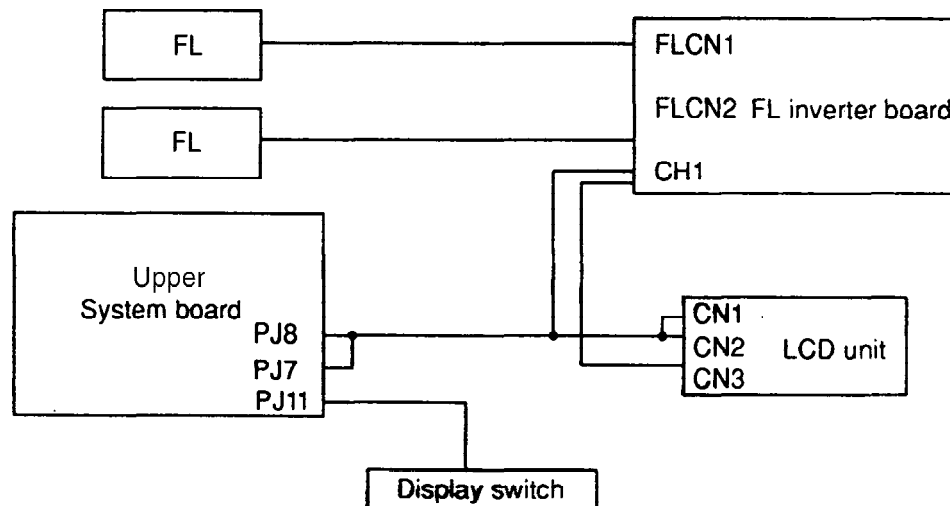 FL
FLCN1
FLCN2 FL inverter board
FL
CH1
Upper
System board
PJ8
PJ7
PJ11
CN1
CN2
LCD unit
CN3
Display switch